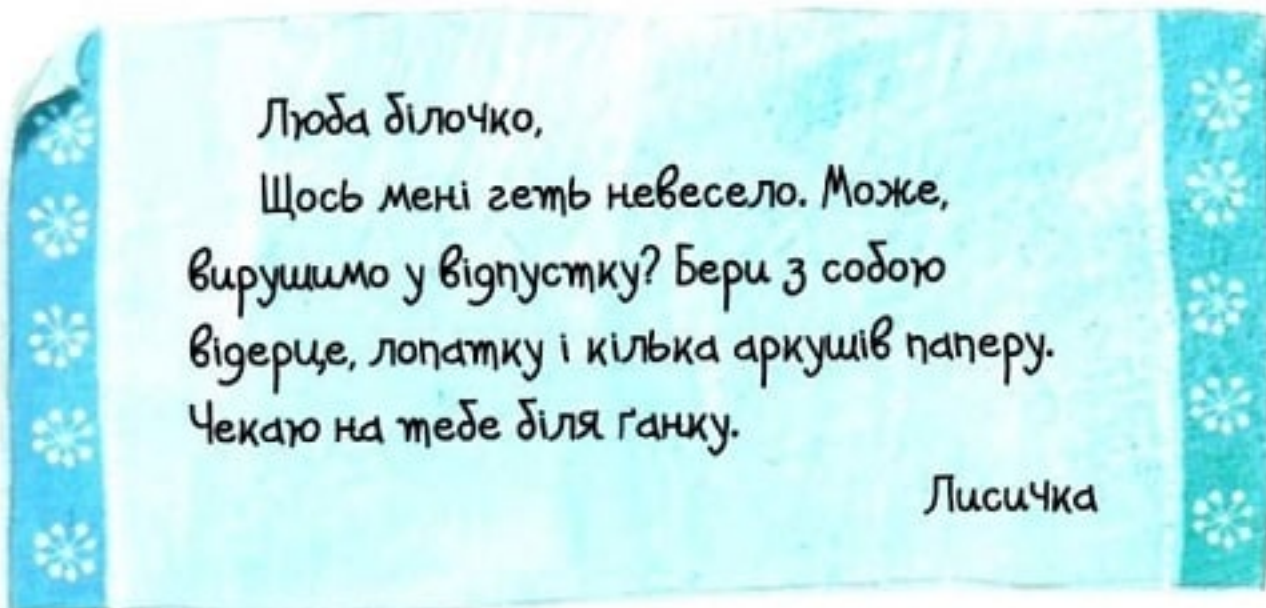 Люба білочко,
Щось мені геть невесело. Може,
вирушимо у відпустку? Бери з собою
відерце, лопатку і кілька аркушів паперу.
Чекаю на тебе біля ґанку.
Лисичка